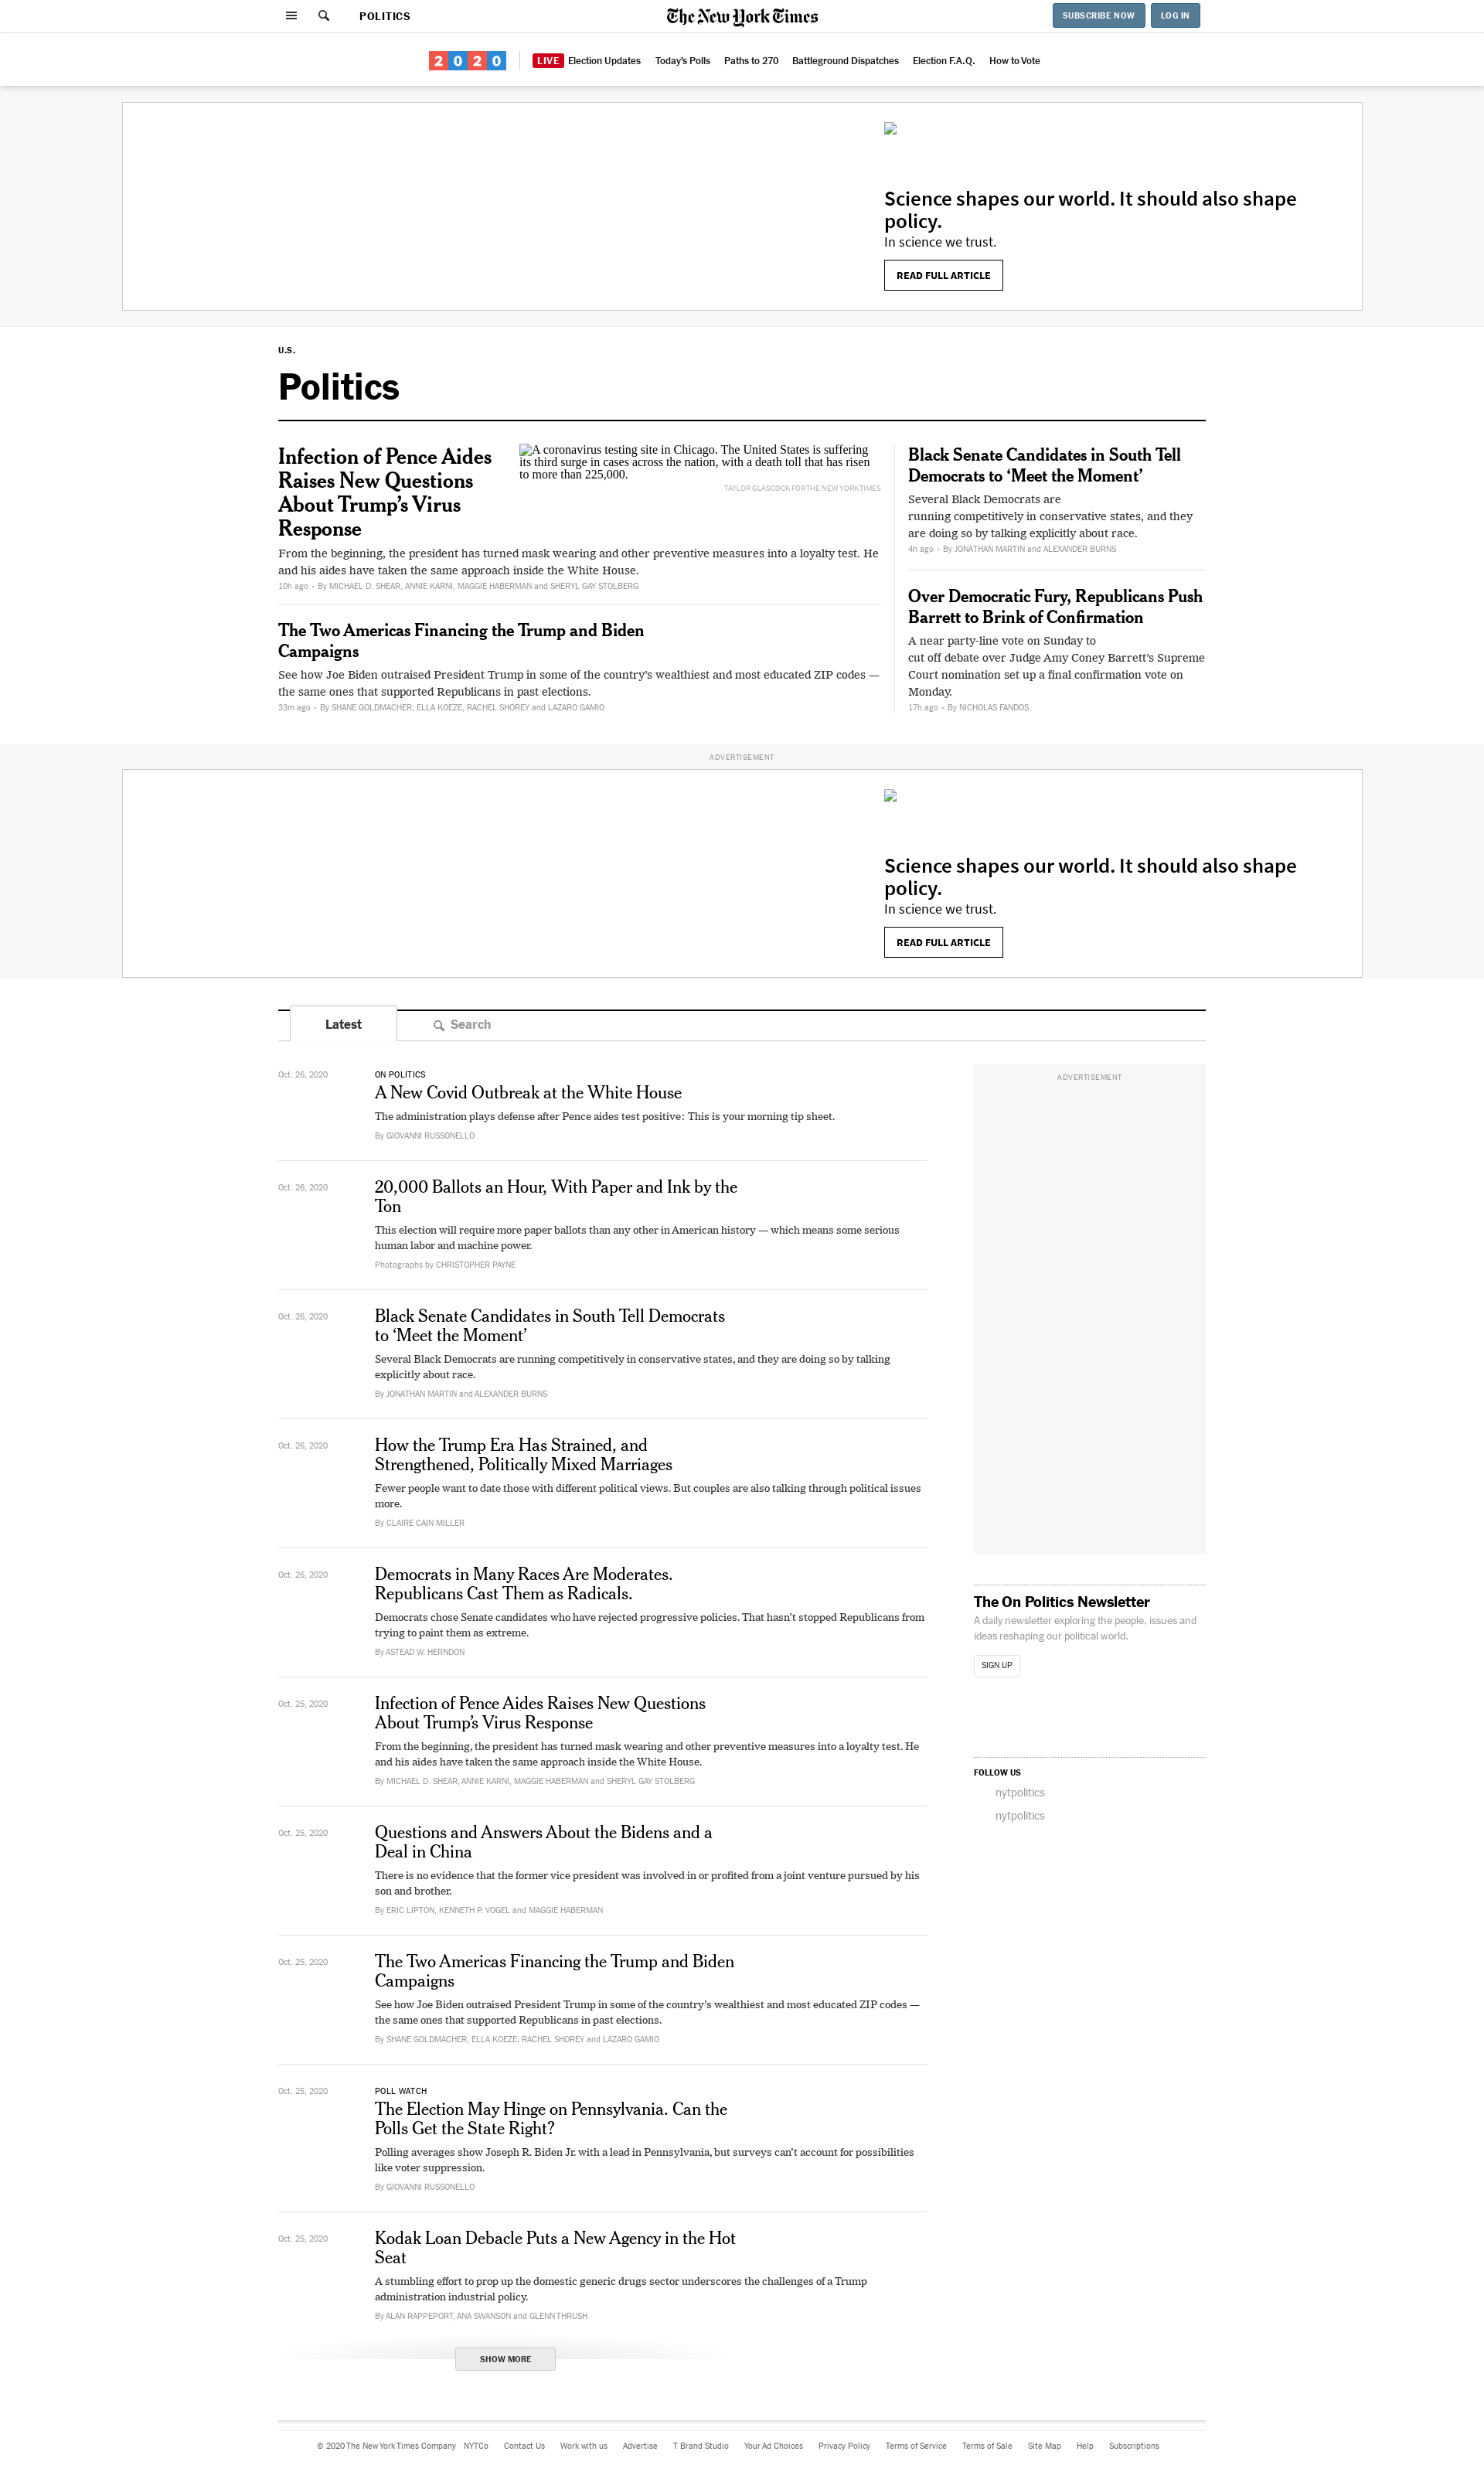 POLITICS
The New York Times
SUBSCRIBE NOW
LOG IN
2020
LIVE Election Updates Today's Polls Paths to 270 Battleground Dispatches Election F.A.Q. How to Vote
Science shapes our world. It should also shape
policy.
In science we trust.
READ FULL ARTICLE
U.S.
Politics
Infection of Pence Aides
Raises New Questions
About Trump’s Virus
Response
A coronavirus testing site in Chicago. The United States is suffering
its third surge in cases across the nation, with a death toll that has risen
to more than 225,000.
TAYLOR GLASCOCK FOR THE NEW YORK TIMES
From the beginning, the president has turned mask wearing and other preventive measures into a loyalty test. He
and his aides have taken the same approach inside the White House.
10h ago • By MICHAEL D. SHEAR, ANNIE KARNI, MAGGIE HABERMAN and SHERYL GAY STOLBERG
The Two Americas Financing the Trump and Biden
Campaigns
See how Joe Biden outraised President Trump in some of the country’s wealthiest and most educated ZIP codes —
the same ones that supported Republicans in past elections.
33m ago • By SHANE GOLDMACHER, ELLA KOEZE, RACHEL SHOREY and LAZARO GAMIO
Black Senate Candidates in South Tell
Democrats to ‘Meet the Moment’
Several Black Democrats are
running competitively in conservative states, and they
are doing so by talking explicitly about race.
4h ago • By JONATHAN MARTIN and ALEXANDER BURNS
Over Democratic Fury, Republicans Push
Barrett to Brink of Confirmation
A near party-line vote on Sunday to
cut off debate over Judge Amy Coney Barrett’s Supreme
Court nomination set up a final confirmation vote on
Monday.
17h ago • By NICHOLAS FANDOS
ADVERTISEMENT
Science shapes our world. It should also shape
policy.
In science we trust.
READ FULL ARTICLE
Latest
Search
Oct. 26, 2020
ON POLITICS
A New Covid Outbreak at the White House
The administration plays defense after Pence aides test positive: This is your morning tip sheet.
By GIOVANNI RUSSONELLO
Oct. 26, 2020
20,000 Ballots an Hour, With Paper and Ink by the
Ton
This election will require more paper ballots than any other in American history — which means some serious
human labor and machine power.
Photographs by CHRISTOPHER PAYNE
Oct. 26, 2020
Black Senate Candidates in South Tell Democrats
to ‘Meet the Moment’
Several Black Democrats are running competitively in conservative states, and they are doing so by talking
explicitly about race.
By JONATHAN MARTIN and ALEXANDER BURNS
Oct. 26, 2020
How the Trump Era Has Strained, and
Strengthened, Politically Mixed Marriages
Fewer people want to date those with different political views. But couples are also talking through political issues
more.
By CLAIRE CAIN MILLER
Oct. 26, 2020
Democrats in Many Races Are Moderates.
Republicans Cast Them as Radicals.
Democrats chose Senate candidates who have rejected progressive policies. That hasn’t stopped Republicans from
trying to paint them as extreme.
By ASTEAD W. HERNDON
Oct. 25, 2020
Infection of Pence Aides Raises New Questions
About Trump’s Virus Response
From the beginning, the president has turned mask wearing and other preventive measures into a loyalty test. He
and his aides have taken the same approach inside the White House.
By MICHAEL D. SHEAR, ANNIE KARNI, MAGGIE HABERMAN and SHERYL GAY STOLBERG
Oct. 25, 2020
Questions and Answers About the Bidens and a
Deal in China
There is no evidence that the former vice president was involved in or profited from a joint venture pursued by his
son and brother.
By ERIC LIPTON, KENNETH P. VOGEL and MAGGIE HABERMAN
Oct. 25, 2020
The Two Americas Financing the Trump and Biden
Campaigns
See how Joe Biden outraised President Trump in some of the country’s wealthiest and most educated ZIP codes —
the same ones that supported Republicans in past elections.
By SHANE GOLDMACHER, ELLA KOEZE, RACHEL SHOREY and LAZARO GAMIO
Oct. 25, 2020
POLL WATCH
The Election May Hinge on Pennsylvania. Can the
Polls Get the State Right?
Polling averages show Joseph R. Biden Jr. with a lead in Pennsylvania, but surveys can’t account for possibilities
like voter suppression.
By GIOVANNI RUSSONELLO
Oct. 25, 2020
Kodak Loan Debacle Puts a New Agency in the Hot
Seat
A stumbling effort to prop up the domestic generic drugs sector underscores the challenges of a Trump
administration industrial policy.
By ALAN RAPPEPORT, ANA SWANSON and GLENN THRUSH
SHOW MORE
ADVERTISEMENT
The On Politics Newsletter
A daily newsletter exploring the people, issues and
ideas reshaping our political world.
SIGN UP
FOLLOW US
nytpolitics
nytpolitics
© 2020 The New York Times Company NYTCo Contact Us Work with us Advertise T Brand Studio Your Ad Choices Privacy Policy Terms of Service Terms of Sale Site Map Help Subscriptions